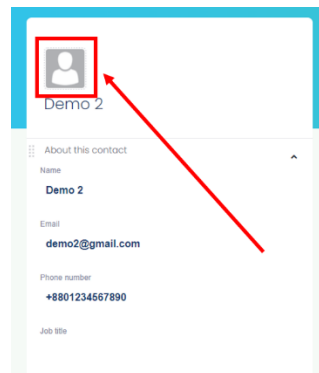 Demo 2
About this contact
Name
Demo 2
Email
demo2@gmail.com
Phone number
+8801234567890
Job title